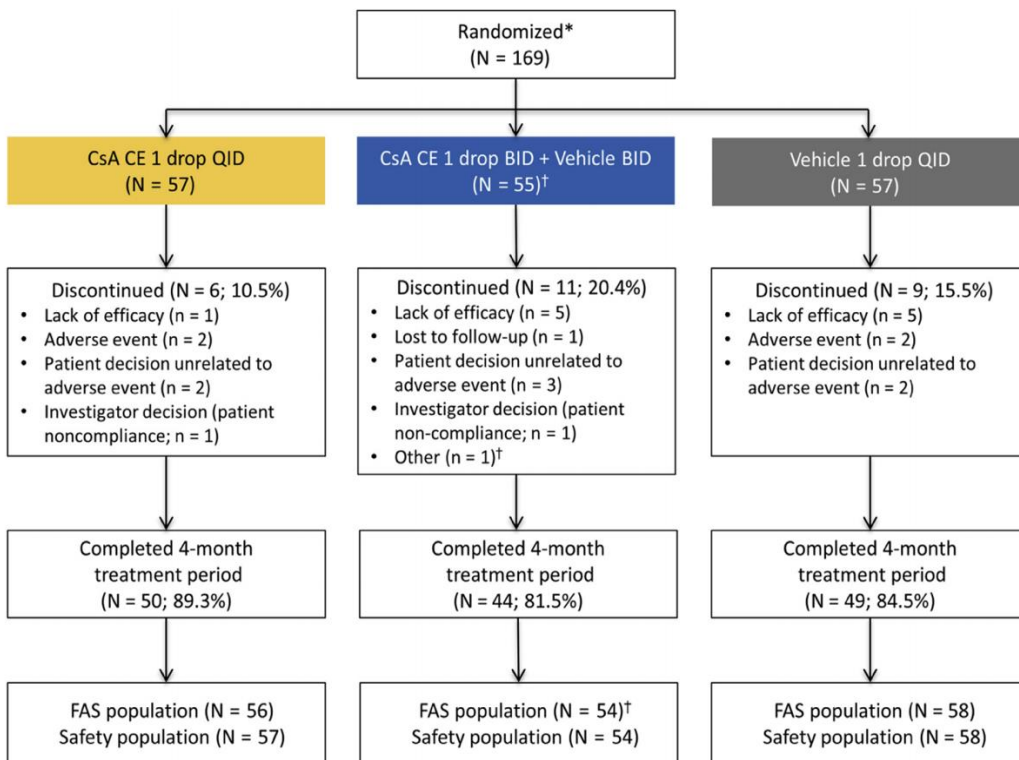 Randomized*
(N = 169)
CsA CE 1 drop QID
(N = 57)
CsA CE 1 drop BID + Vehicle BID
(N = 55)†
Vehicle 1 drop QID
(N = 57)
Discontinued (N = 6; 10.5%)
• Lack of efficacy (n = 1)
• Adverse event (n = 2)
• Patient decision unrelated to
adverse event (n = 2)
• Investigator decision (patient
noncompliance; n = 1)
Discontinued (N = 11; 20.4%)
• Lack of efficacy (n = 5)
• Lost to follow-up (n = 1)
• Patient decision unrelated to
adverse event (n = 3)
• Investigator decision (patient
non-compliance; n = 1)
• Other (n = 1)†
Discontinued (N = 9; 15.5%)
• Lack of efficacy (n = 5)
• Adverse event (n = 2)
• Patient decision unrelated to
adverse event (n = 2)
Completed 4-month
treatment period
(N = 50; 89.3%)
Completed 4-month
treatment period
(N = 44; 81.5%)
Completed 4-month
treatment period
(N = 49; 84.5%)
FAS population (N = 56)
Safety population (N = 57)
FAS population (N = 54)†
Safety population (N = 54)
FAS population (N = 58)
Safety population (N = 58)